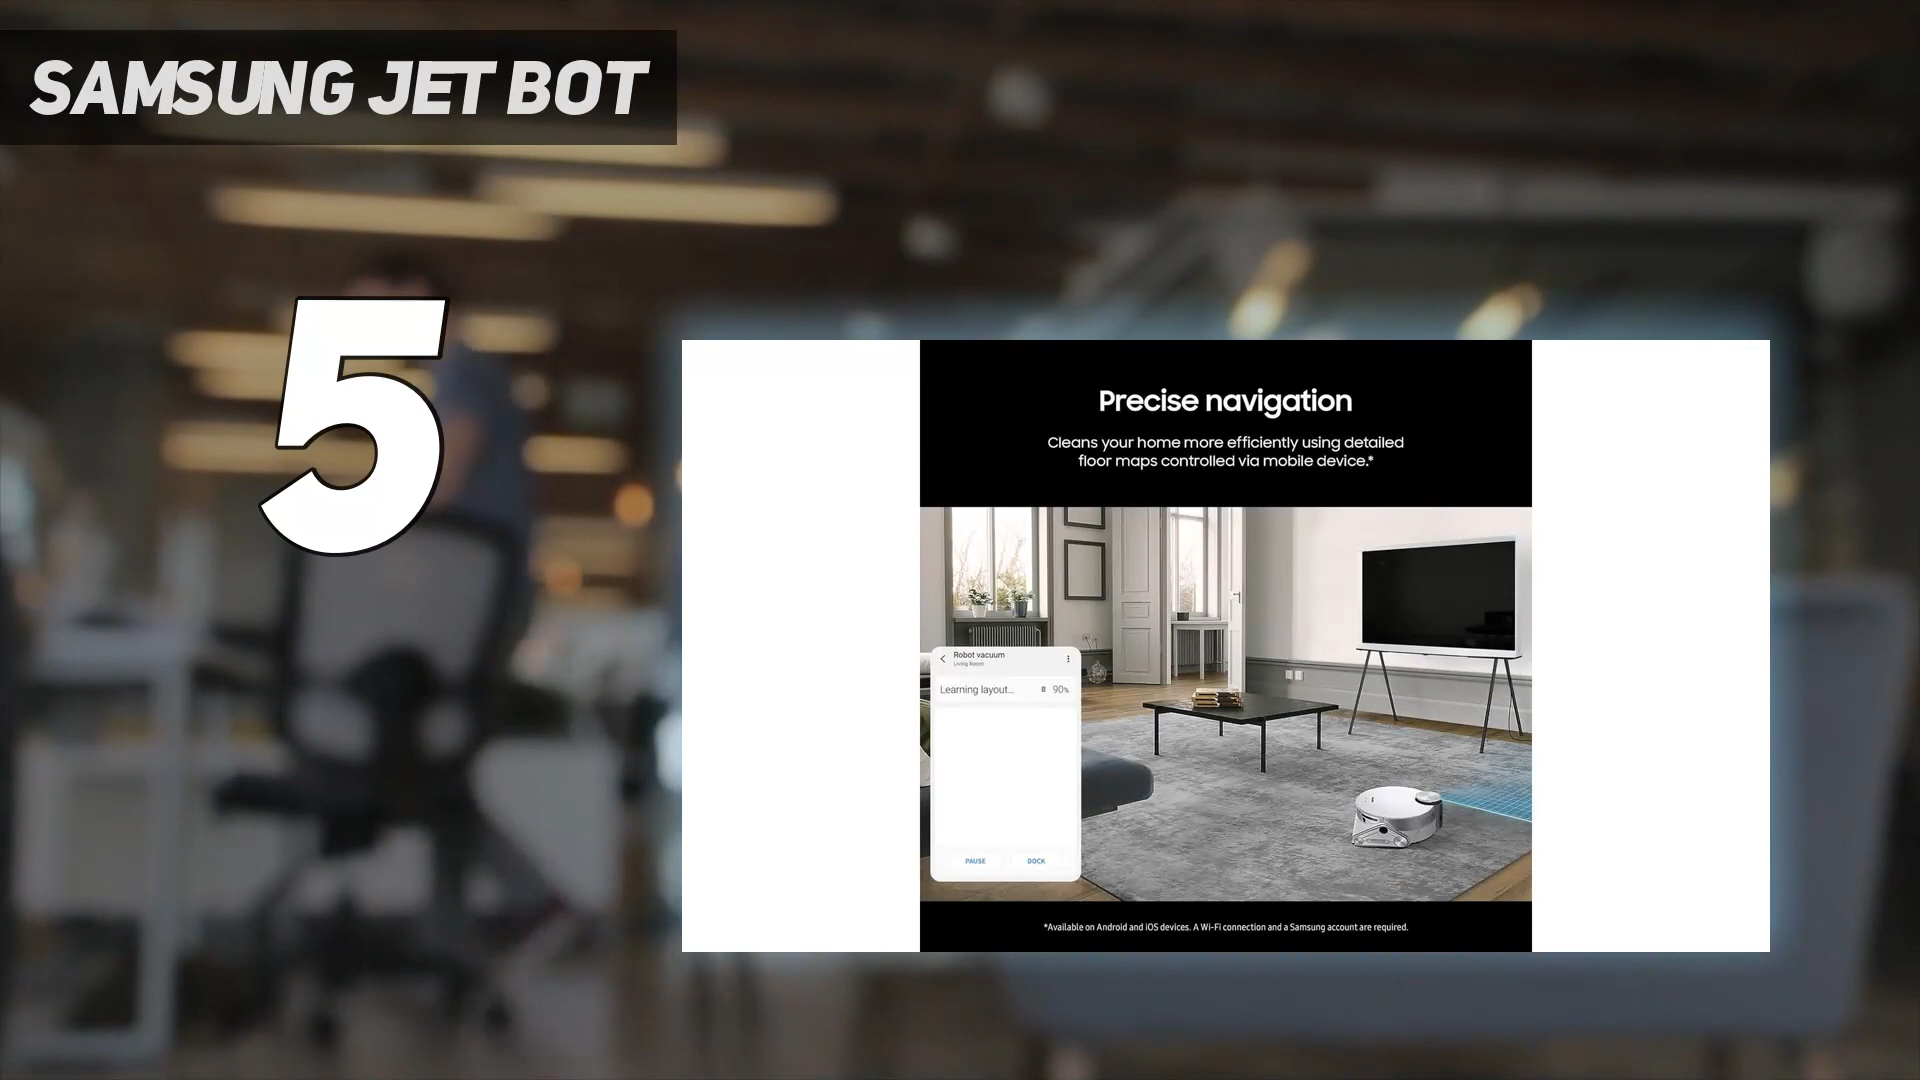 SAMSUNG JET BOT
5
Precise navigation
Cleans your home more efficiently using detailed
floor maps controlled via mobile device.*
Robot vacuum
Living Room
Learning layout...
90%
PAUSE
DOCK
*Available on Android and iOS devices. A Wi-Fi connection and a Samsung account are required.